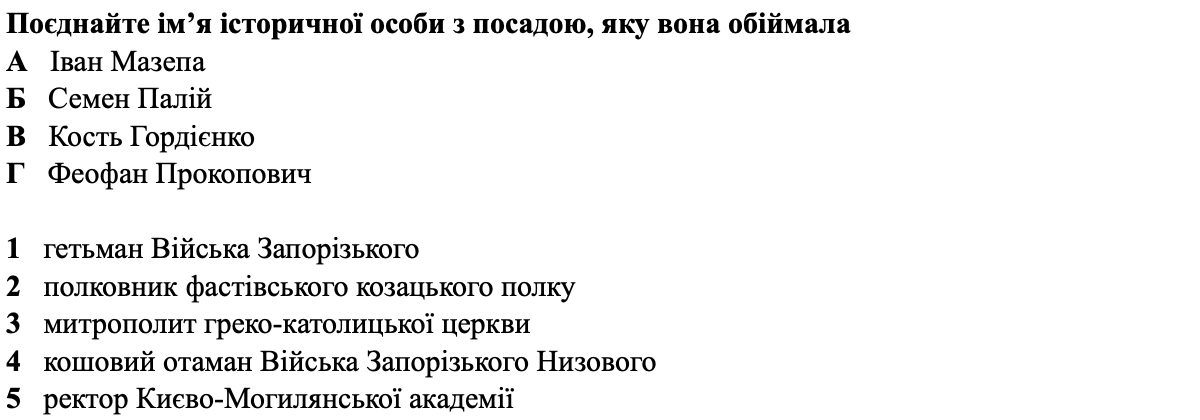 Поєднайте ім’я історичної особи з посадою, яку вона обіймала
А Іван Мазепа
Б Семен Палій
В Кость Гордієнко
Г Феофан Прокопович
1 гетьман Війська Запорізького
2 полковник фастівського козацького полку
3 митрополит греко-католицької церкви
4 кошовий отаман Війська Запорізького Низового
5 ректор Києво-Могилянської академії